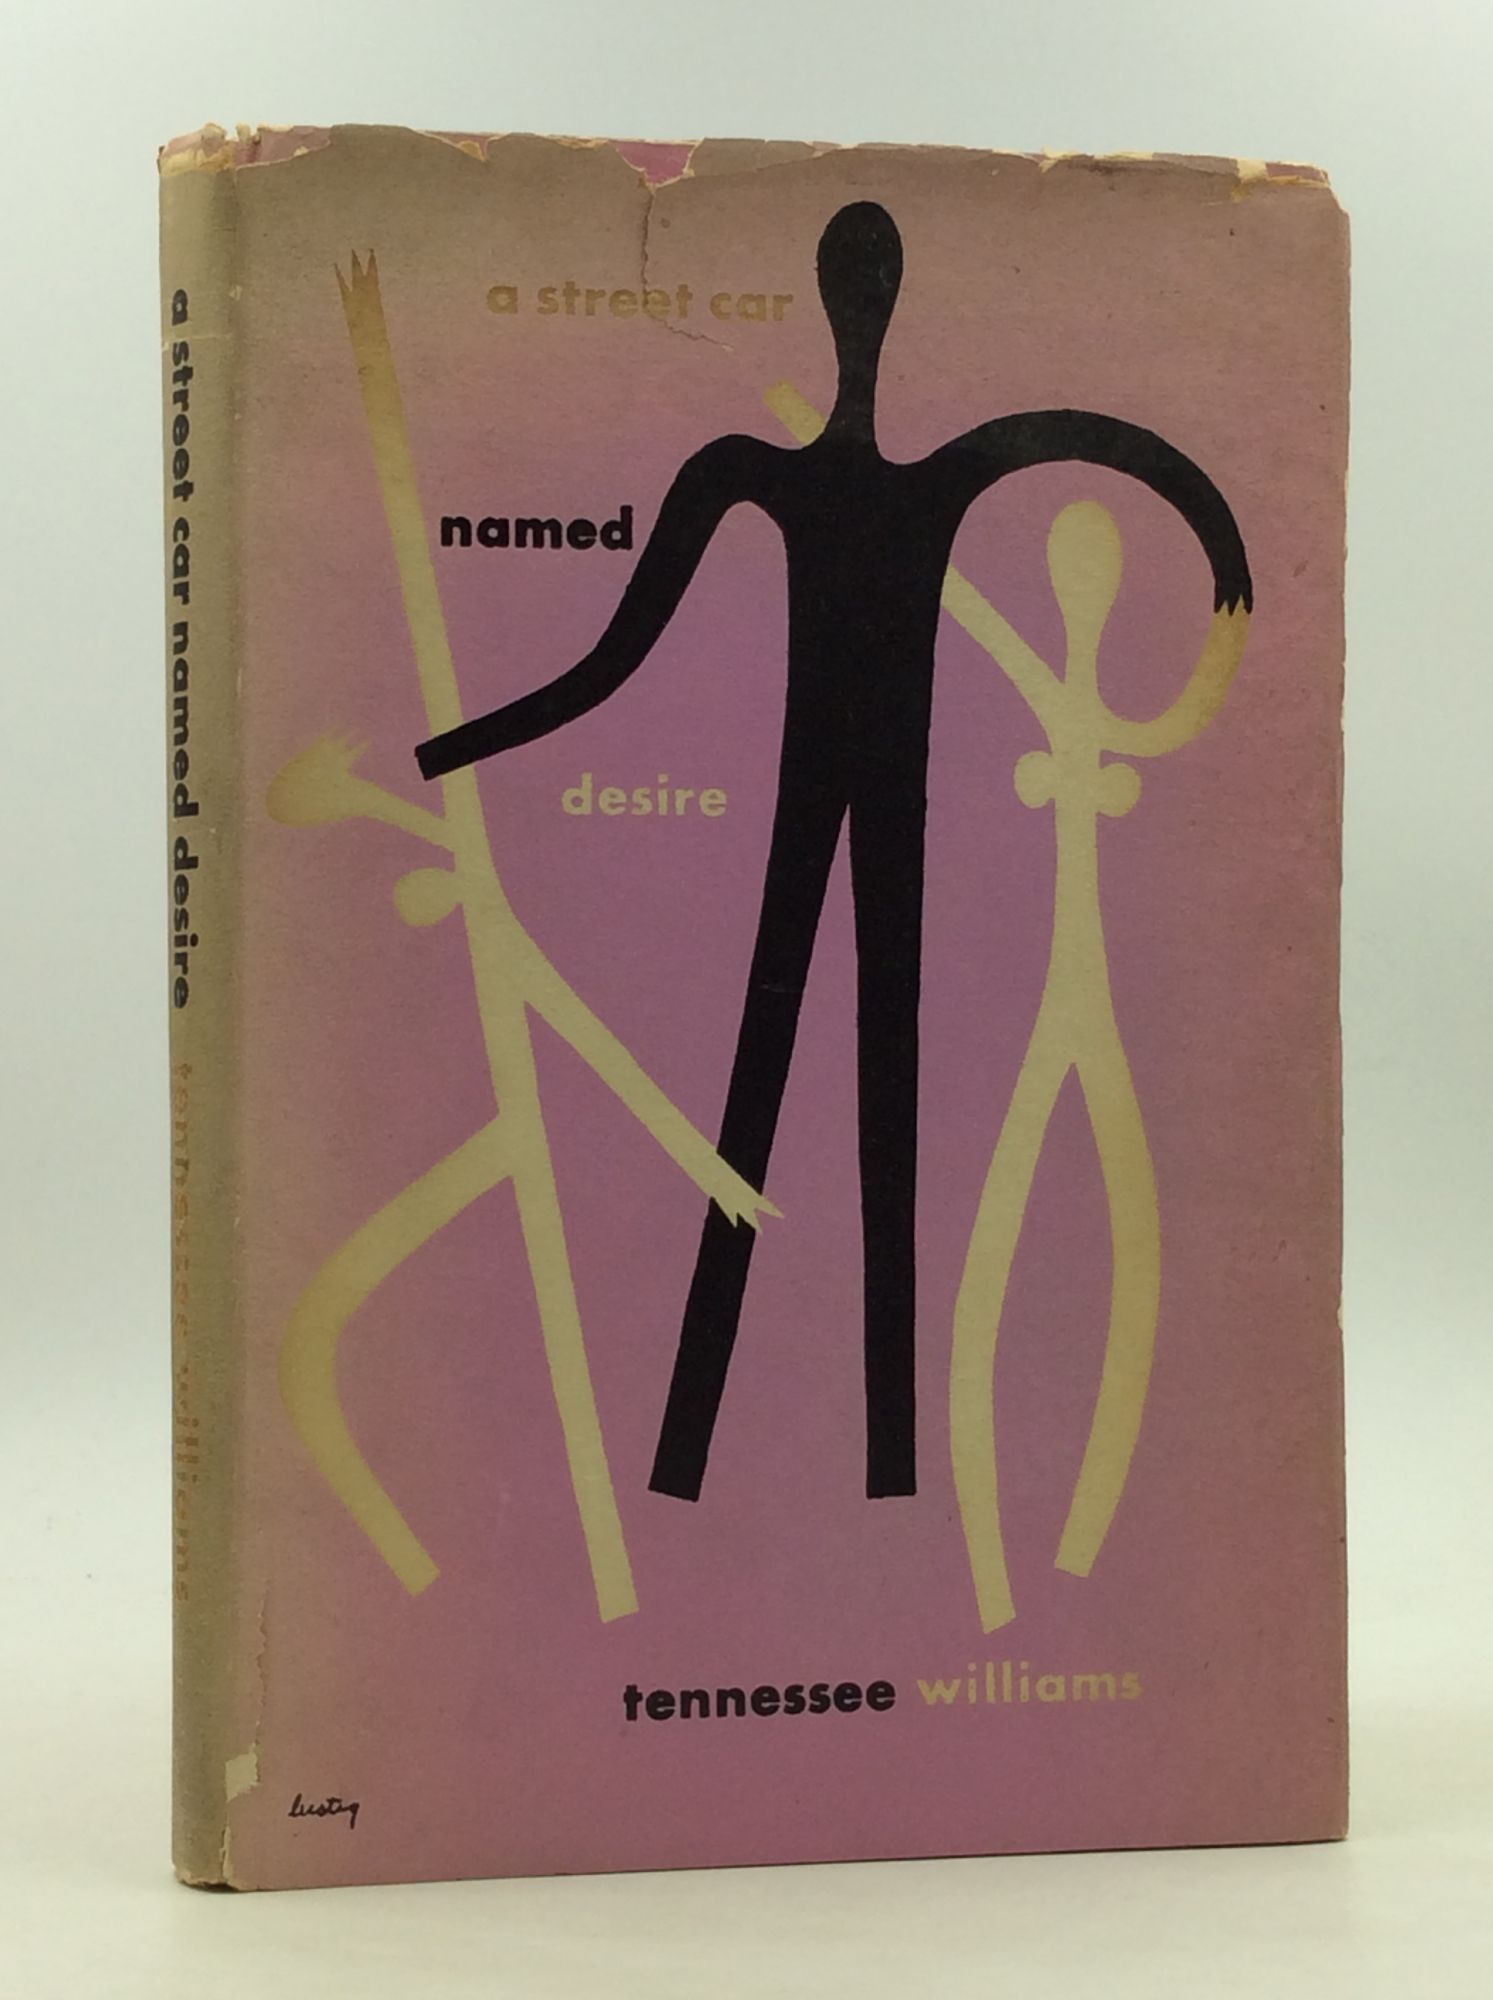 a street car named desire tennessee williams
a street car
named
desire
tennessee williams
lustig